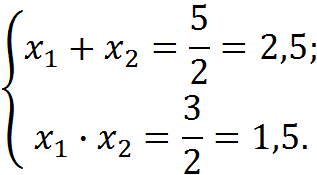 x₁ + x₂ = 5/2 = 2,5;
x₁ · x₂ = 3/2 = 1,5.